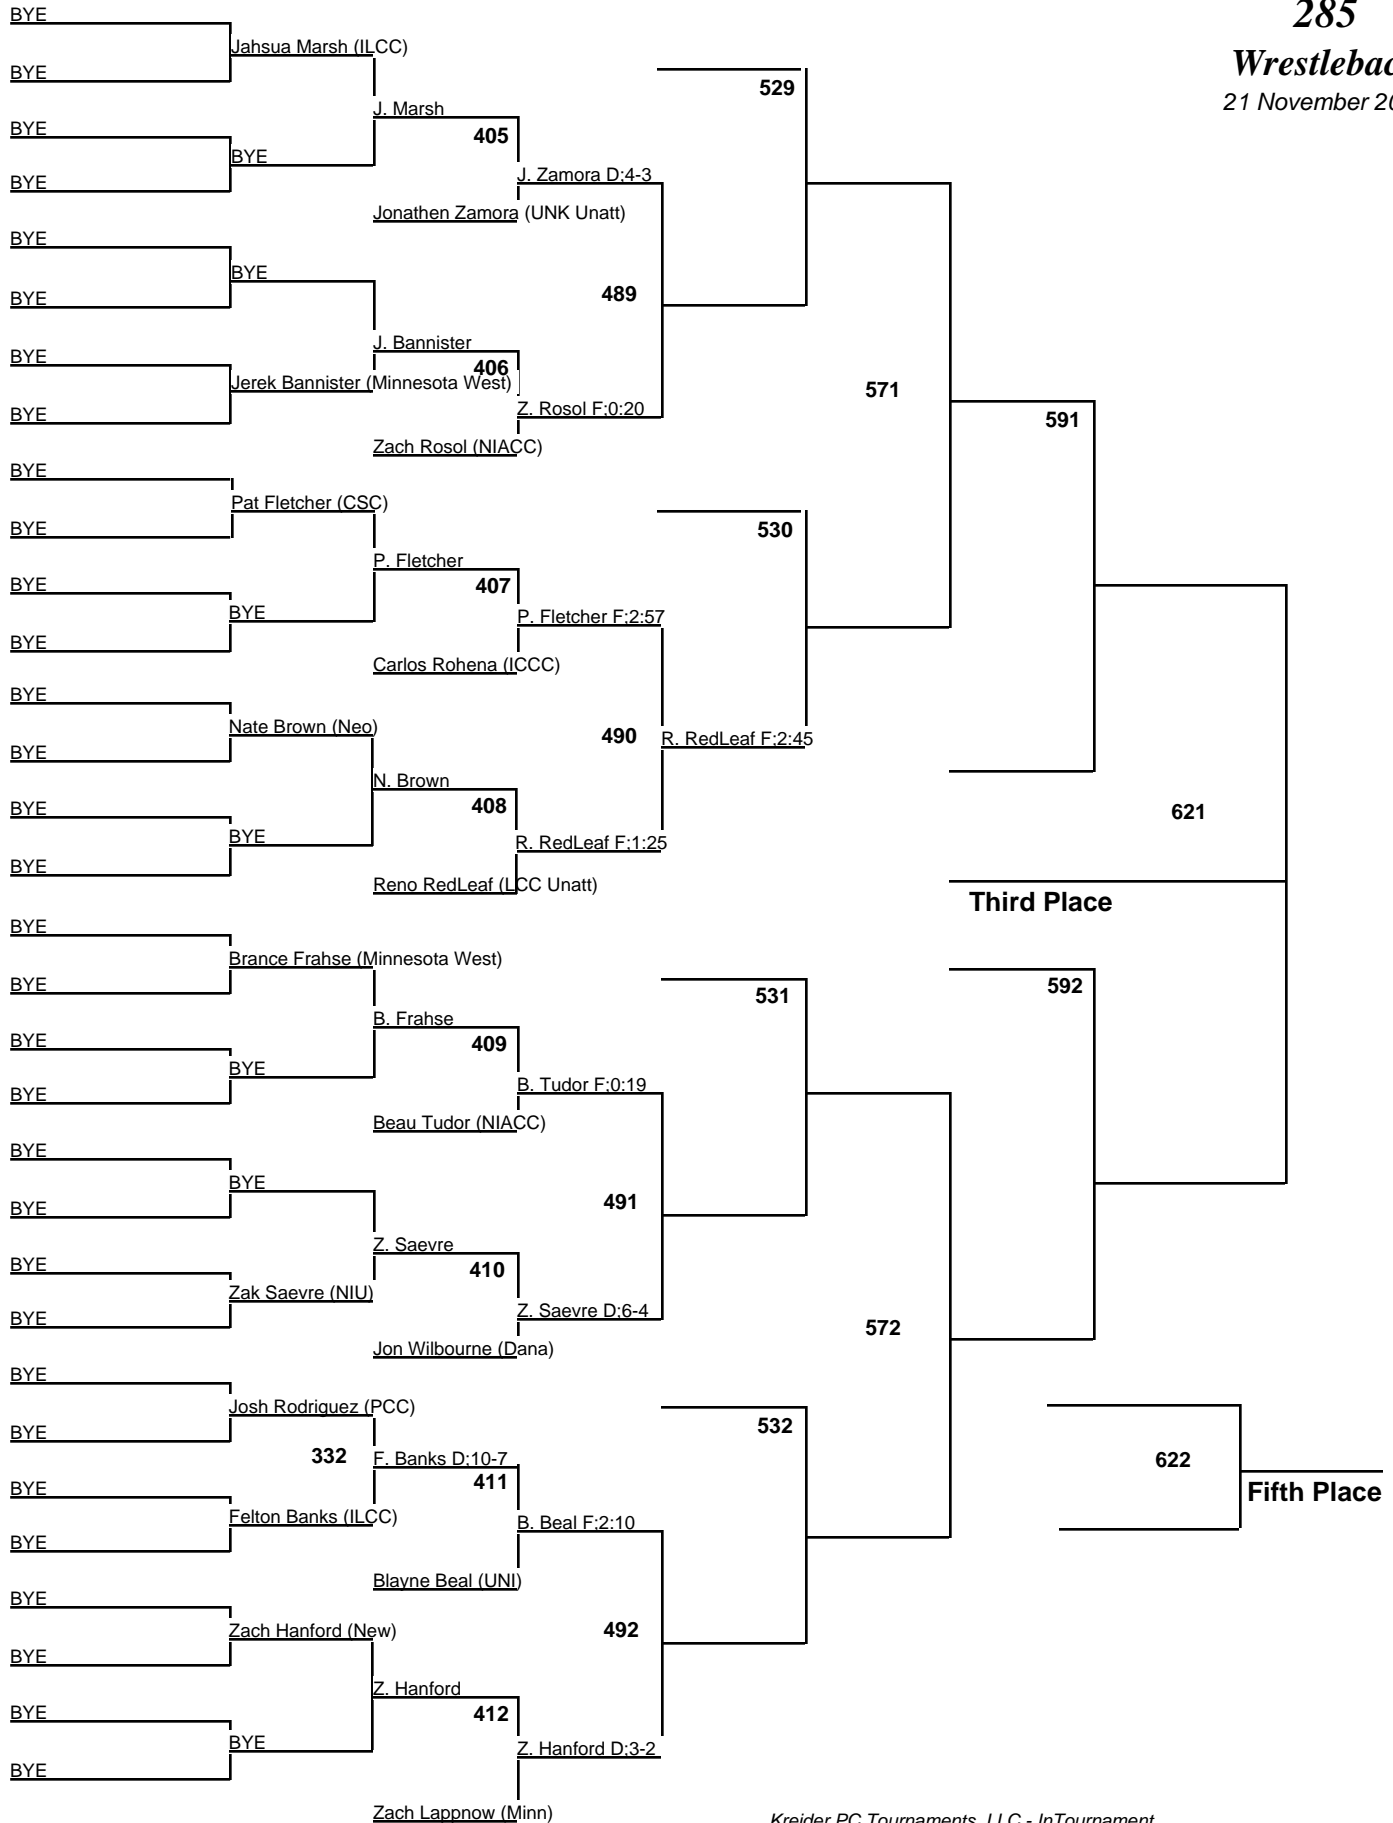 285
Wrestlebac
21 November 20
BYE
Jahsua Marsh (ILCC)
BYE
529
J. Marsh
BYE
405
BYE
J. Zamora D;4-3
BYE
Jonathen Zamora (UNK Unatt)
BYE
BYE
489
BYE
J. Bannister
BYE
406
Jerek Bannister (Minnesota West)
571
Z. Rosol F;0:20
BYE
591
Zach Rosol (NIACC)
BYE
Pat Fletcher (CSC)
BYE
530
P. Fletcher
BYE
407
BYE
P. Fletcher F;2:57
BYE
Carlos Rohena (ICCC)
BYE
Nate Brown (Neo)
490
R. RedLeaf F;2:45
BYE
N. Brown
BYE
408
621
BYE
R. RedLeaf F;1:25
BYE
Reno RedLeaf (LCC Unatt)
Third Place
BYE
Brance Frahse (Minnesota West)
BYE
592
531
B. Frahse
BYE
409
BYE
B. Tudor F;0:19
BYE
Beau Tudor (NIACC)
BYE
BYE
491
BYE
Z. Saevre
BYE
410
Zak Saevre (NIU)
Z. Saevre D;6-4
BYE
572
Jon Wilbourne (Dana)
BYE
Josh Rodriguez (PCC)
BYE
532
332
F. Banks D;10-7
622
411
BYE
Fifth Place
Felton Banks (ILCC)
B. Beal F;2:10
BYE
Blayne Beal (UNI)
BYE
Zach Hanford (New)
492
BYE
Z. Hanford
BYE
412
BYE
Z. Hanford D;3-2
BYE
Zach Lappnow (Minn)
Kreider PC Tournaments, LLC - InTournament